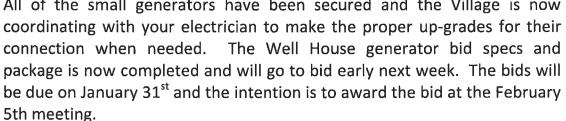 All of the small generators have been secured and the Village is now
coordinating with your electrician to make the proper up-grades for their
connection when needed. The Well House generator bid specs and
package is now completed and will go to bid early next week. The bids will
be due on January 31st and the intention is to award the bid at the February
5th meeting.